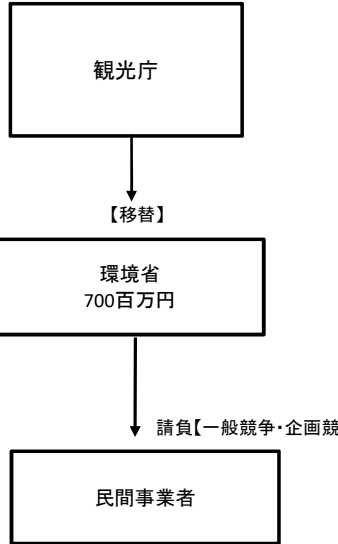 観光庁
【移替】
環境省
700百万円
請負【一般競争・企画競
民間事業者